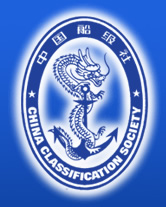 中国船级社
CHINA CLASSIFICATION SOCIETY